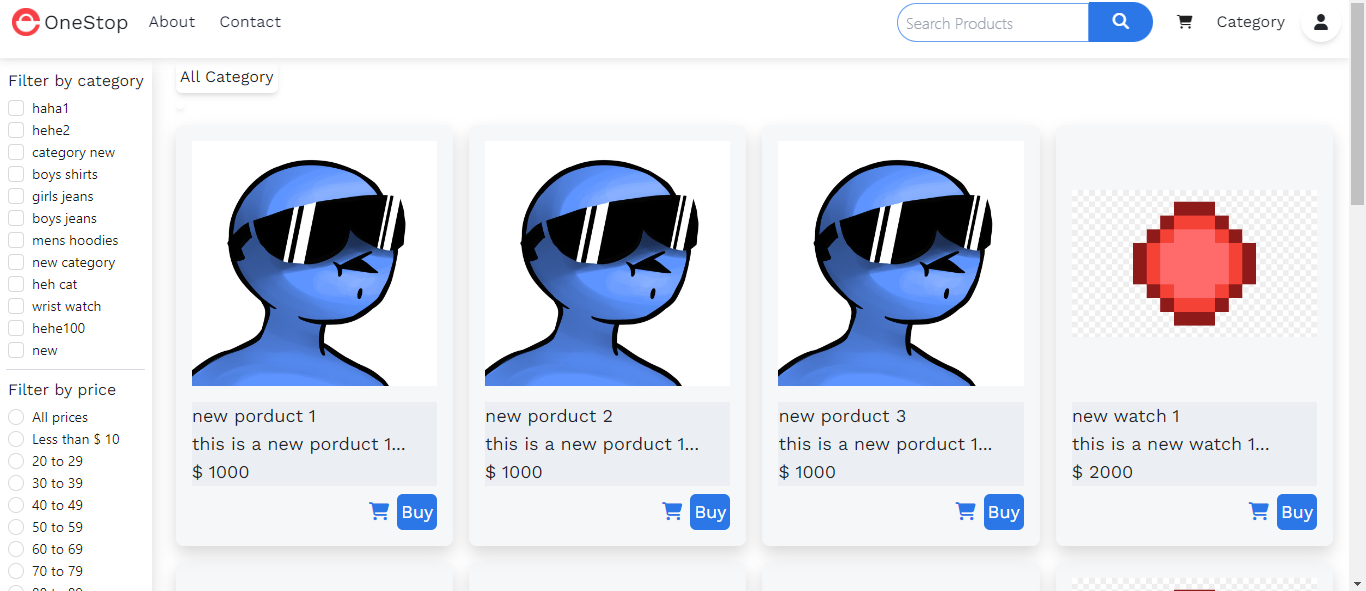 OneStop About Contact
Search Products
Category
Filter by category
haha1
hehe2
category new
boys shirts
girls jeans
boys jeans
mens hoodies
new category
heh cat
wrist watch
hehe100
new
Filter by price
All prices
Less than $ 10
20 to 29
30 to 39
40 to 49
50 to 59
60 to 69
70 to 79
All Category
new porduct 1
this is a new porduct 1...
$ 1000
Buy
new porduct 2
this is a new porduct 1...
$ 1000
Buy
new porduct 3
this is a new porduct 1...
$ 1000
Buy
new watch 1
this is a new watch 1...
$ 2000
Buy